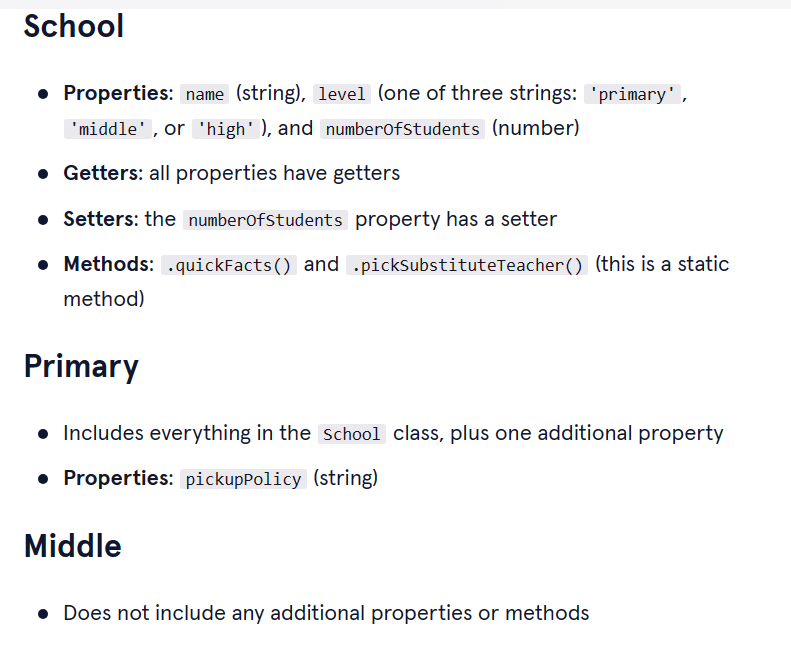 School
Properties: name (string), level (one of three strings: 'primary',
'middle', or 'high'), and numberOfStudents (number)
Getters: all properties have getters
Setters: the numberOfStudents property has a setter
Methods: .quickFacts() and .pickSubstituteTeacher() (this is a static
method)
Primary
Includes everything in the School class, plus one additional property
Properties: pickupPolicy (string)
Middle
Does not include any additional properties or methods